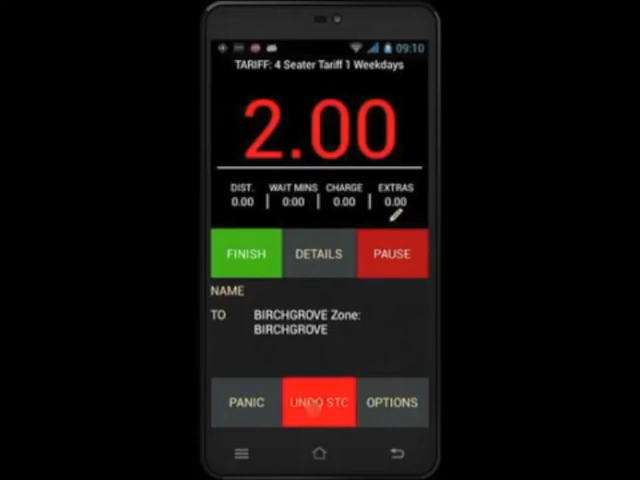 09:10
TARIFF: 4 Seater Tariff 1 Weekdays
2.00
DIST. WAIT MINS CHARGE EXTRAS
0.00 0:00 0.00 0.00
FINISH DETAILS PAUSE
NAME
TO BIRCHGROVE Zone:
BIRCHGROVE
PANIC UNDO STC OPTIONS